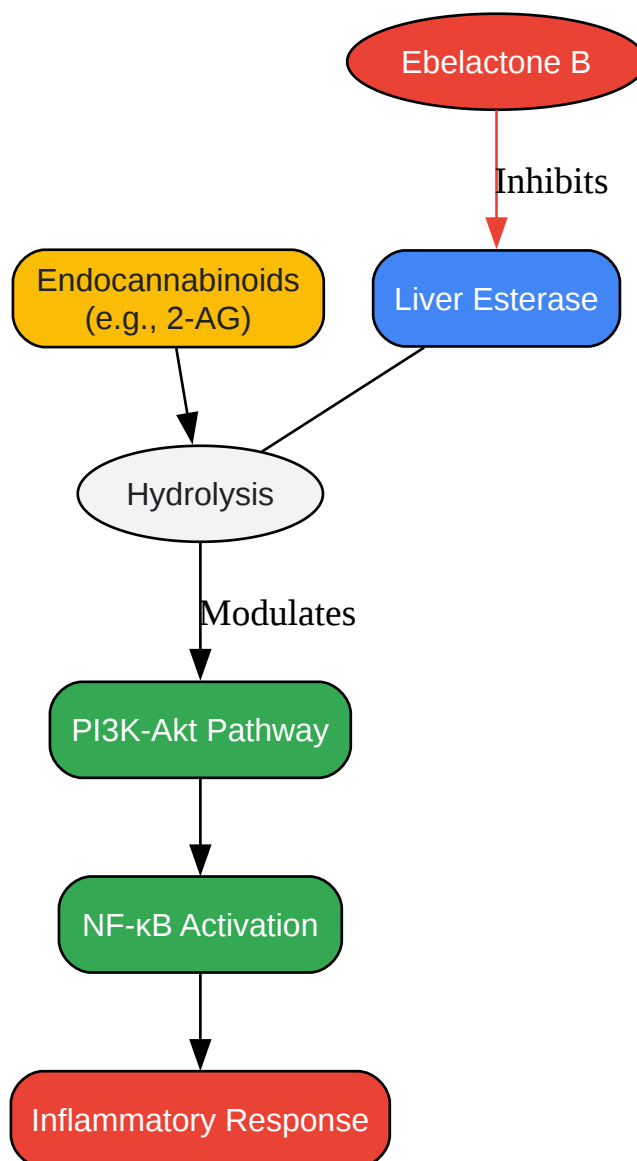 Ebelactone B
Inhibits
Endocannabinoids
(e.g., 2-AG)
Liver Esterase
Hydrolysis
Modulates
PI3K-Akt Pathway
NF-κB Activation
Inflammatory Response